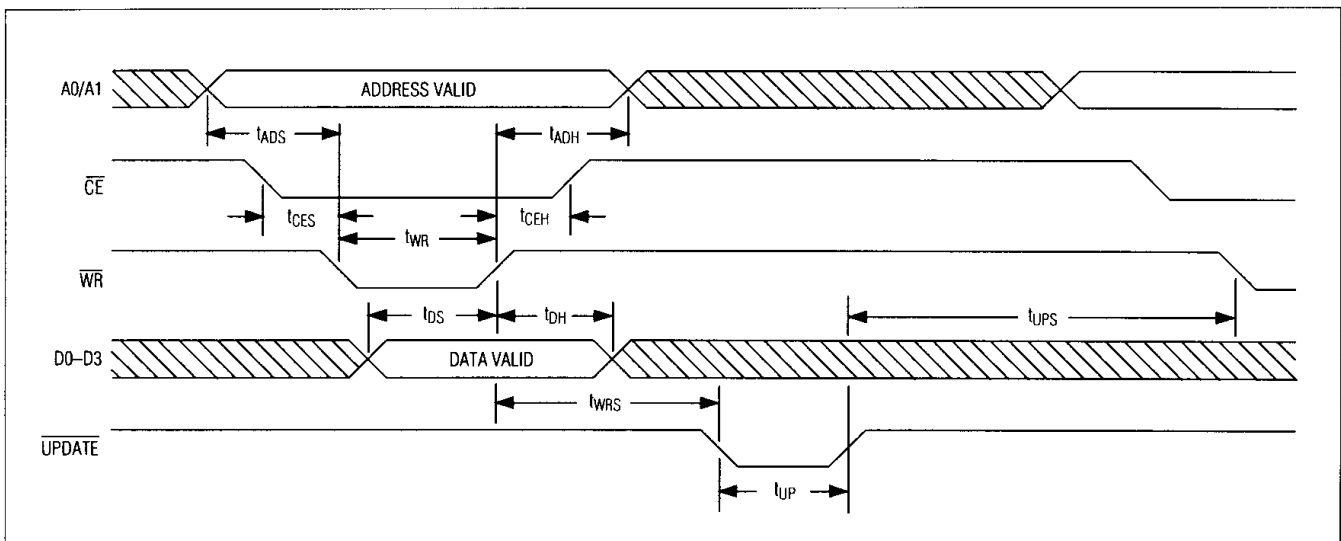 A0/A1
ADDRESS VALID
tADS
tADH
CE
tCES
tCEH
tWR
WR
tDS
tDH
tUPS
D0–D3
DATA VALID
tWRS
UPDATE
tUP